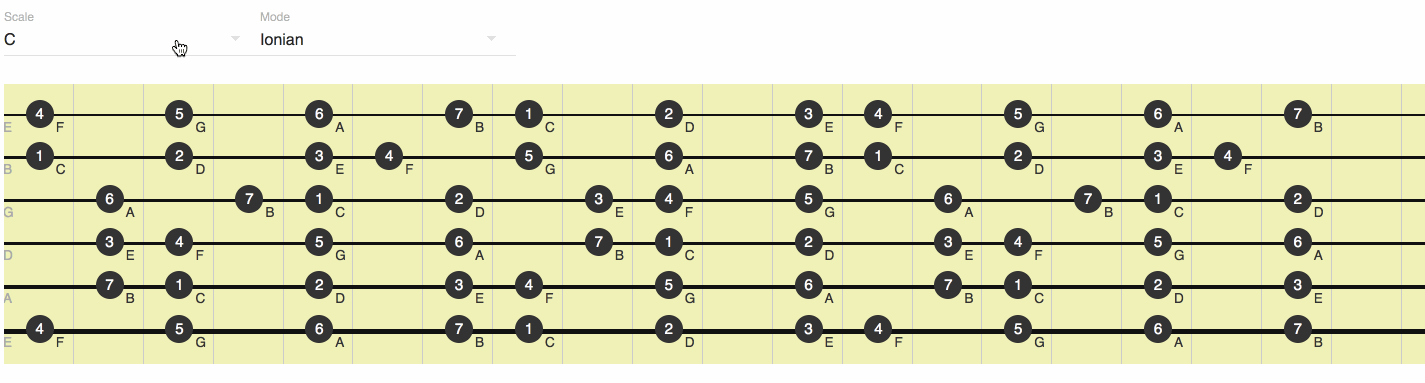 Scale Mode
C Ionian
4 5 6 7 1 2 3 4 5 6 7
E F G A B C D E F G A B
1 2 3 4 5 6 7 1 2 3 4
B C D E F G A B C D E F
6 7 1 2 3 4 5 6 7 1 2
G A B C D E F G A B C D
3 4 5 6 7 1 2 3 4 5 6
D E F G A B C D E F G A
7 1 2 3 4 5 6 7 1 2 3
A B C D E F G A B C D E
4 5 6 7 1 2 3 4 5 6 7
E F G A B C D E F G A B